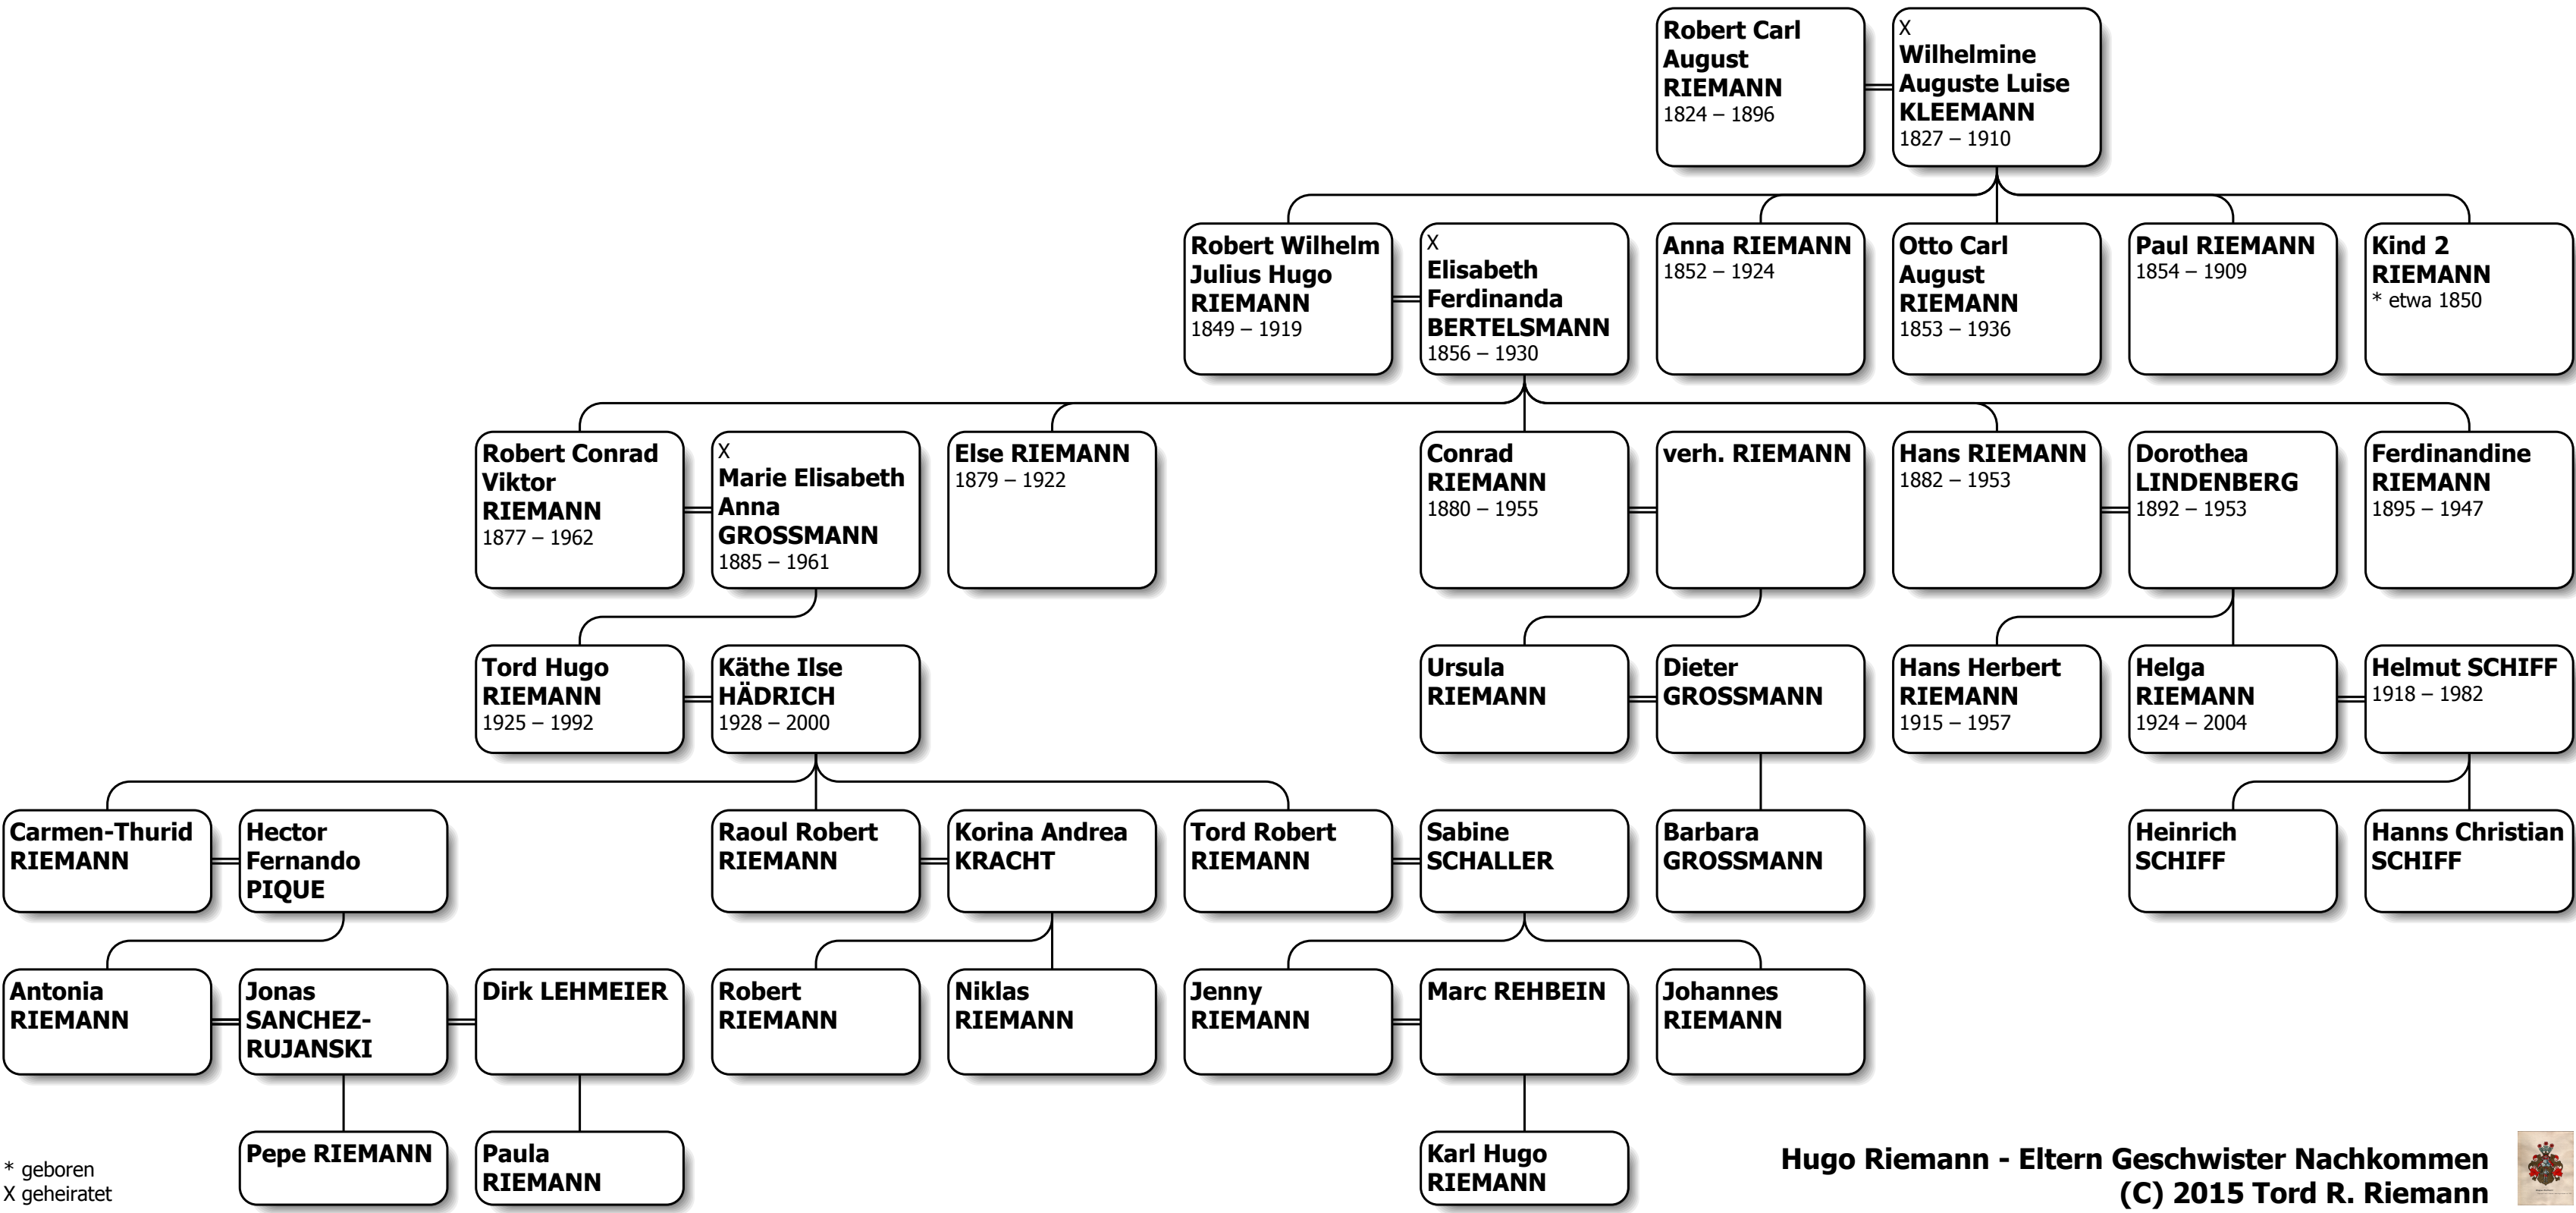 Robert Carl
August
RIEMANN
1824 – 1896
X
Wilhelmine
Auguste Luise
KLEEMANN
1827 – 1910
Robert Wilhelm
Julius Hugo
RIEMANN
1849 – 1919
X
Elisabeth
Ferdinanda
BERTELSMANN
1856 – 1930
Anna RIEMANN
1852 – 1924
Otto Carl
August
RIEMANN
1853 – 1936
Paul RIEMANN
1854 – 1909
Kind 2
RIEMANN
* etwa 1850
Robert Conrad
Viktor
RIEMANN
1877 – 1962
X
Marie Elisabeth
Anna
GROSSMANN
1885 – 1961
Else RIEMANN
1879 – 1922
Conrad
RIEMANN
1880 – 1955
verh. RIEMANN
Hans RIEMANN
1882 – 1953
Dorothea
LINDENBERG
1892 – 1953
Ferdinandine
RIEMANN
1895 – 1947
Tord Hugo
RIEMANN
1925 – 1992
Käthe Ilse
HÄDRICH
1928 – 2000
Ursula
RIEMANN
Dieter
GROSSMANN
Hans Herbert
RIEMANN
1915 – 1957
Helga
RIEMANN
1924 – 2004
Helmut SCHIFF
1918 – 1982
Carmen-Thurid
RIEMANN
Hector
Fernando
PIQUE
Raoul Robert
RIEMANN
Korina Andrea
KRACHT
Tord Robert
RIEMANN
Sabine
SCHALLER
Barbara
GROSSMANN
Heinrich
SCHIFF
Hanns Christian
SCHIFF
Antonia
RIEMANN
Jonas
SANCHEZ-
RUJANSKI
Dirk LEHMEIER
Robert
RIEMANN
Niklas
RIEMANN
Jenny
RIEMANN
Marc REHBEIN
Johannes
RIEMANN
Pepe RIEMANN
Paula
RIEMANN
Karl Hugo
RIEMANN
* geboren
X geheiratet
Hugo Riemann - Eltern Geschwister Nachkommen
(C) 2015 Tord R. Riemann